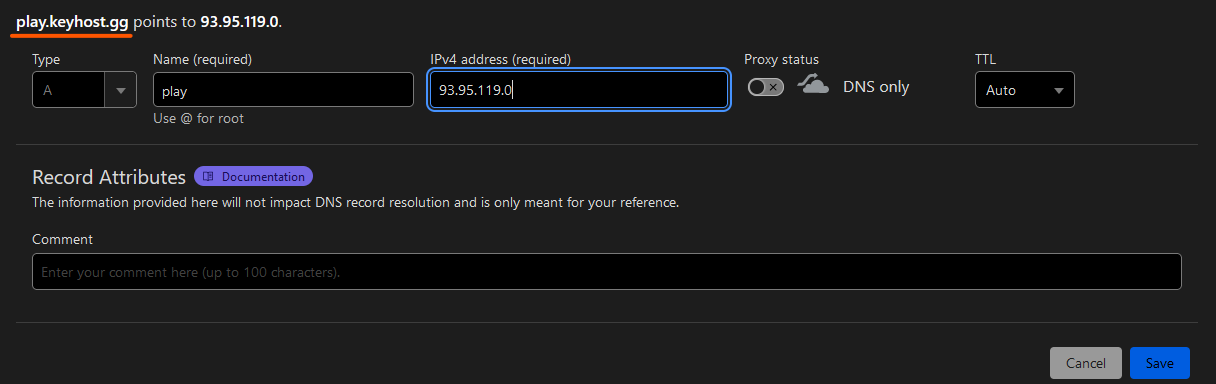 play.keyhost.gg points to 93.95.119.0.
Type Name (required) IPv4 address (required) Proxy status TTL
A play 93.95.119.0 DNS only Auto
Use @ for root
Record Attributes Documentation
The information provided here will not impact DNS record resolution and is only meant for your reference.
Comment
Enter your comment here (up to 100 characters).
Cancel Save